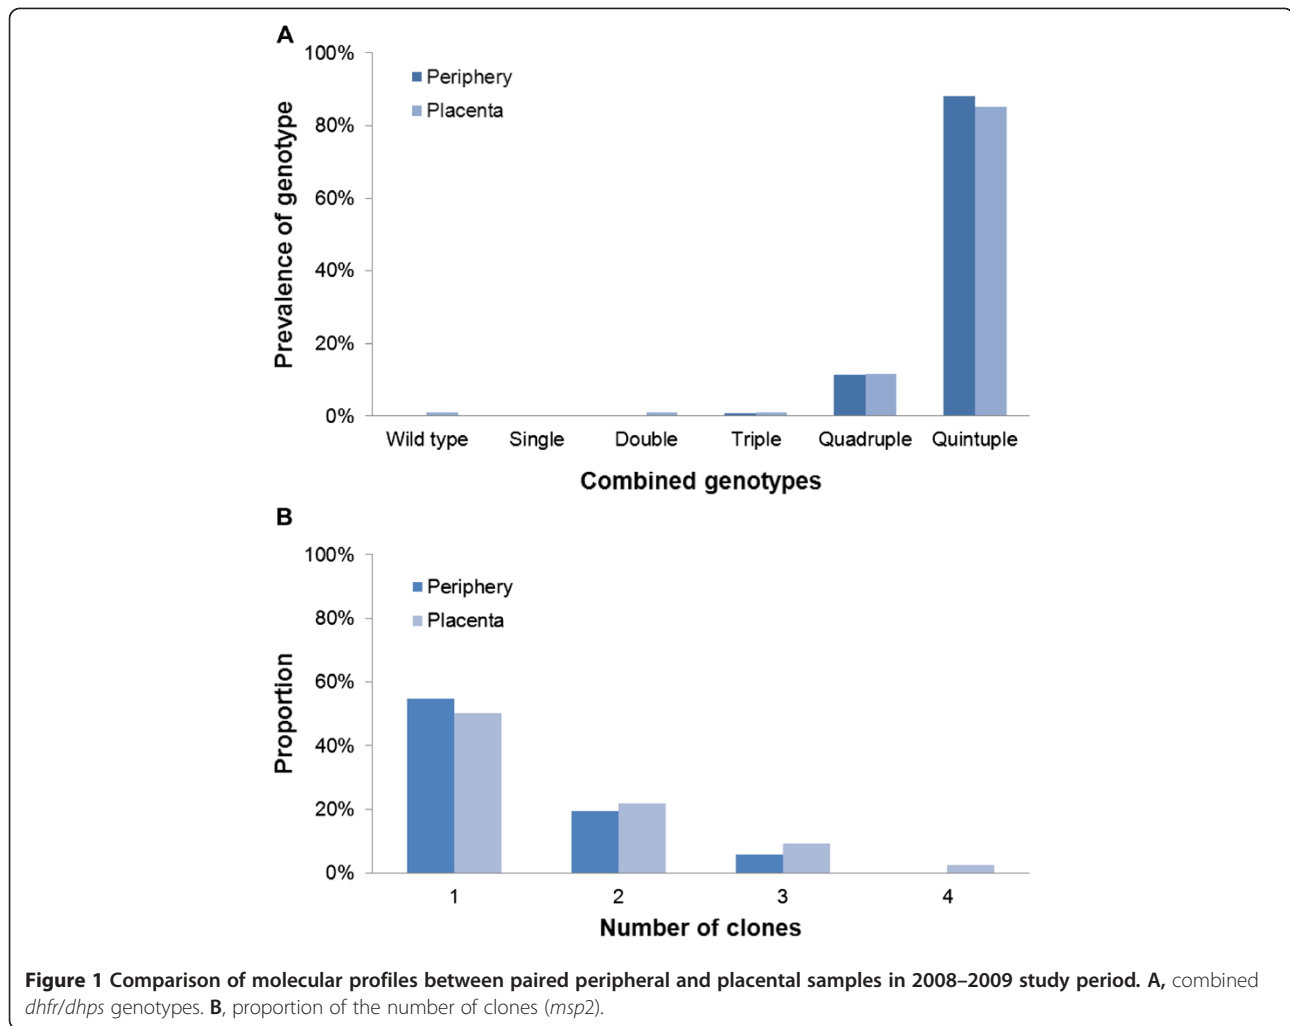 A
100%
80%
60%
40%
20%
0%
Prevalence of genotype
Periphery
Placenta
Wild type Single Double Triple Quadruple Quintuple
Combined genotypes
B
100%
80%
60%
40%
20%
0%
Proportion
Periphery
Placenta
1 2 3 4
Number of clones
Figure 1 Comparison of molecular profiles between paired peripheral and placental samples in 2008–2009 study period. A, combined
dhfr/dhps genotypes. B, proportion of the number of clones (msp2).